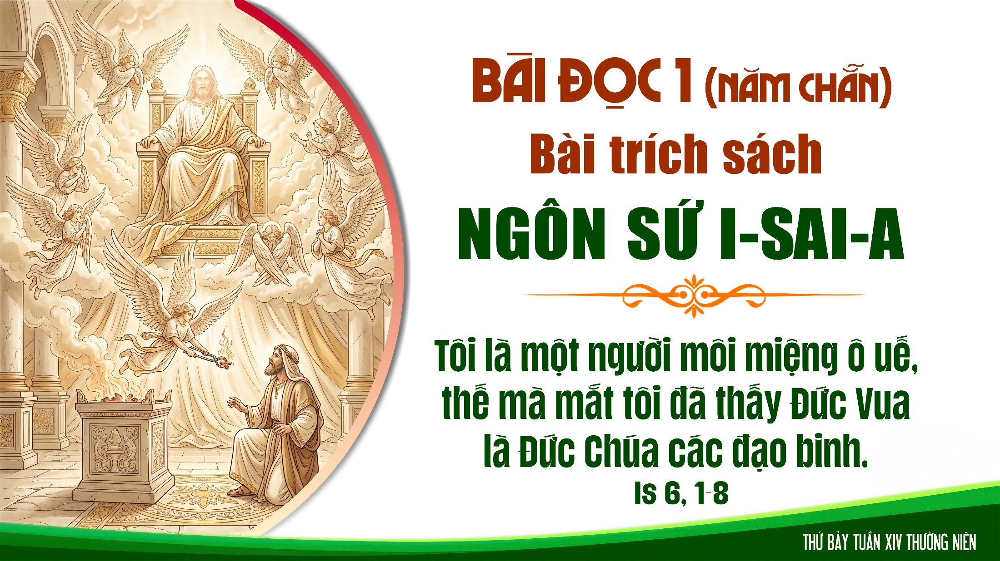 BÀI ĐỌC 1 (NĂM CHẴN)
Bài trích sách
NGÔN SỨ I-SAI-A
Tôi là một người môi miệng ô uế,
thế mà mắt tôi đã thấy Đức Vua
là Đức Chúa các đạo binh.
Is 6, 1-8
THỨ BẢY TUẦN XIV THƯỜNG NIÊN